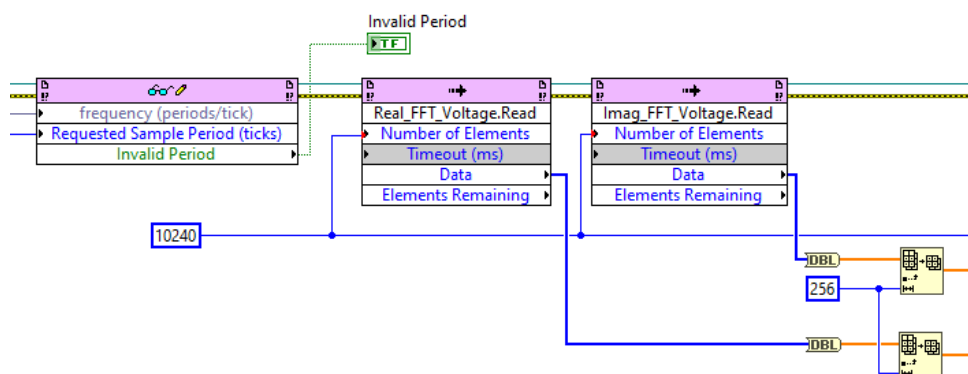 Invalid Period
TF
frequency (periods/tick)
Requested Sample Period (ticks)
Invalid Period
Real_FFT_Voltage.Read
Number of Elements
Timeout (ms)
Data
Elements Remaining
Imag_FFT_Voltage.Read
Number of Elements
Timeout (ms)
Data
Elements Remaining
10240
DBL
256
DBL